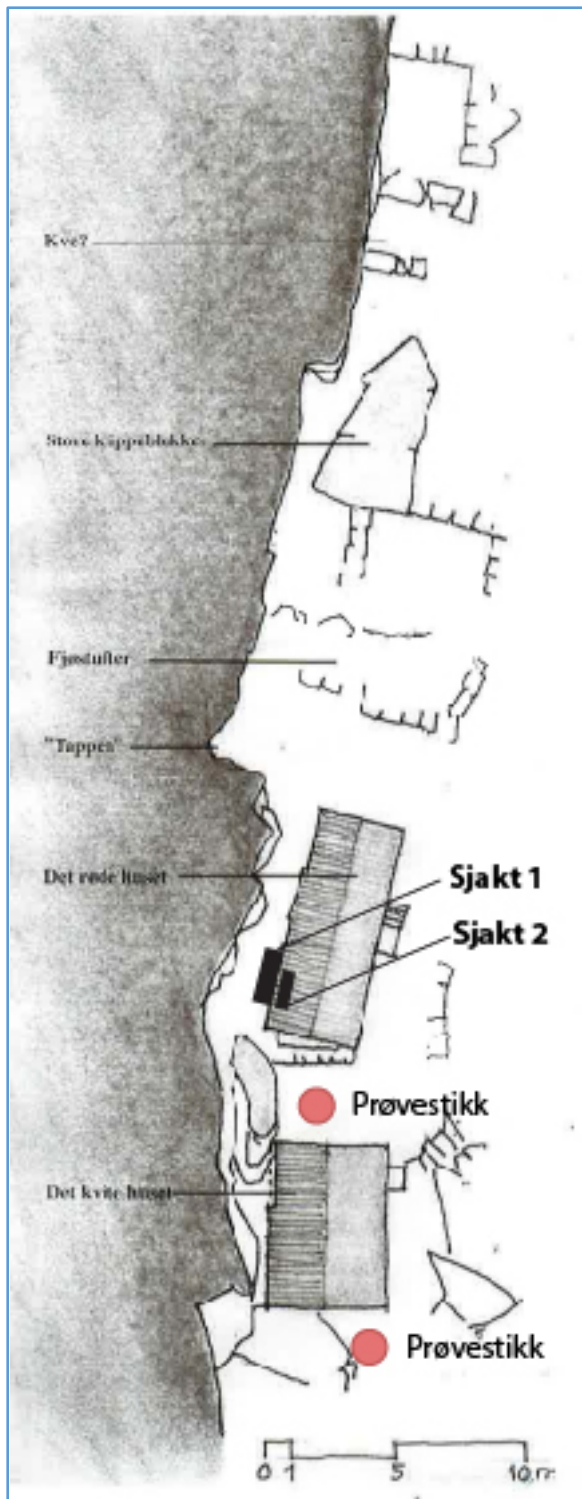 Kve?
Store
Fjøstufter
"Tappen"
Det røde huset
Sjakt 1
Sjakt 2
Prøvestikk
Det kvite huset
Prøvestikk
0 1 5 10 m